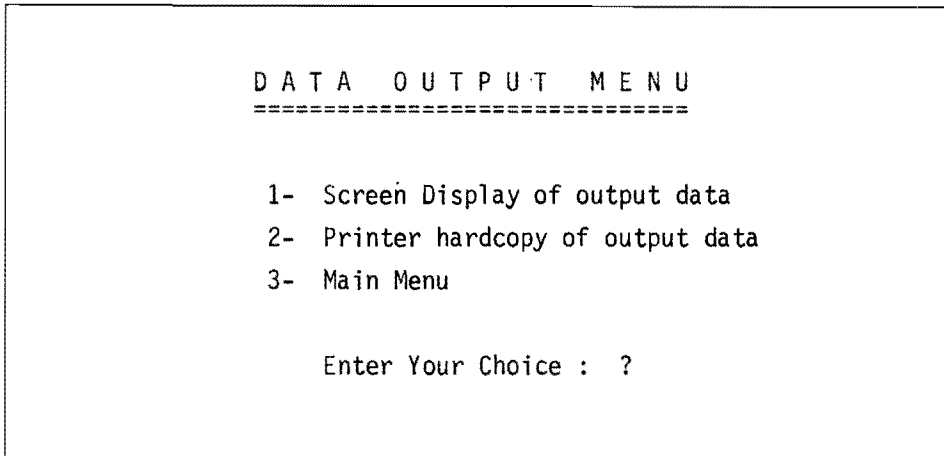 D A T A   O U T P U T   M E N U
===============================
1-  Screen Display of output data
2-  Printer hardcopy of output data
3-  Main Menu
Enter Your Choice :  ?